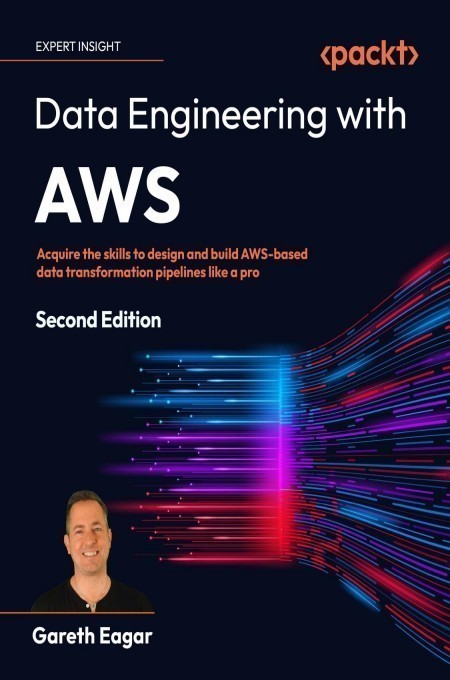 EXPERT INSIGHT
<packt>
Data Engineering with
AWS
Acquire the skills to design and build AWS-based
data transformation pipelines like a pro
Second Edition
Gareth Eagar